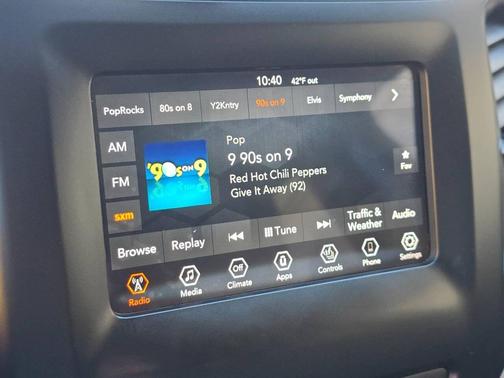 10:40 42°F out
PopRocks 80s on 8 Y2Kntry 90s on 9 Elvis Symphony
AM
FM
sxm
'90s ON 9
Pop
9 90s on 9
Red Hot Chili Peppers
Give It Away (92)
Fav
Browse Replay Tune Traffic & Weather Audio
Radio Media Off Climate Apps Controls Phone Settings